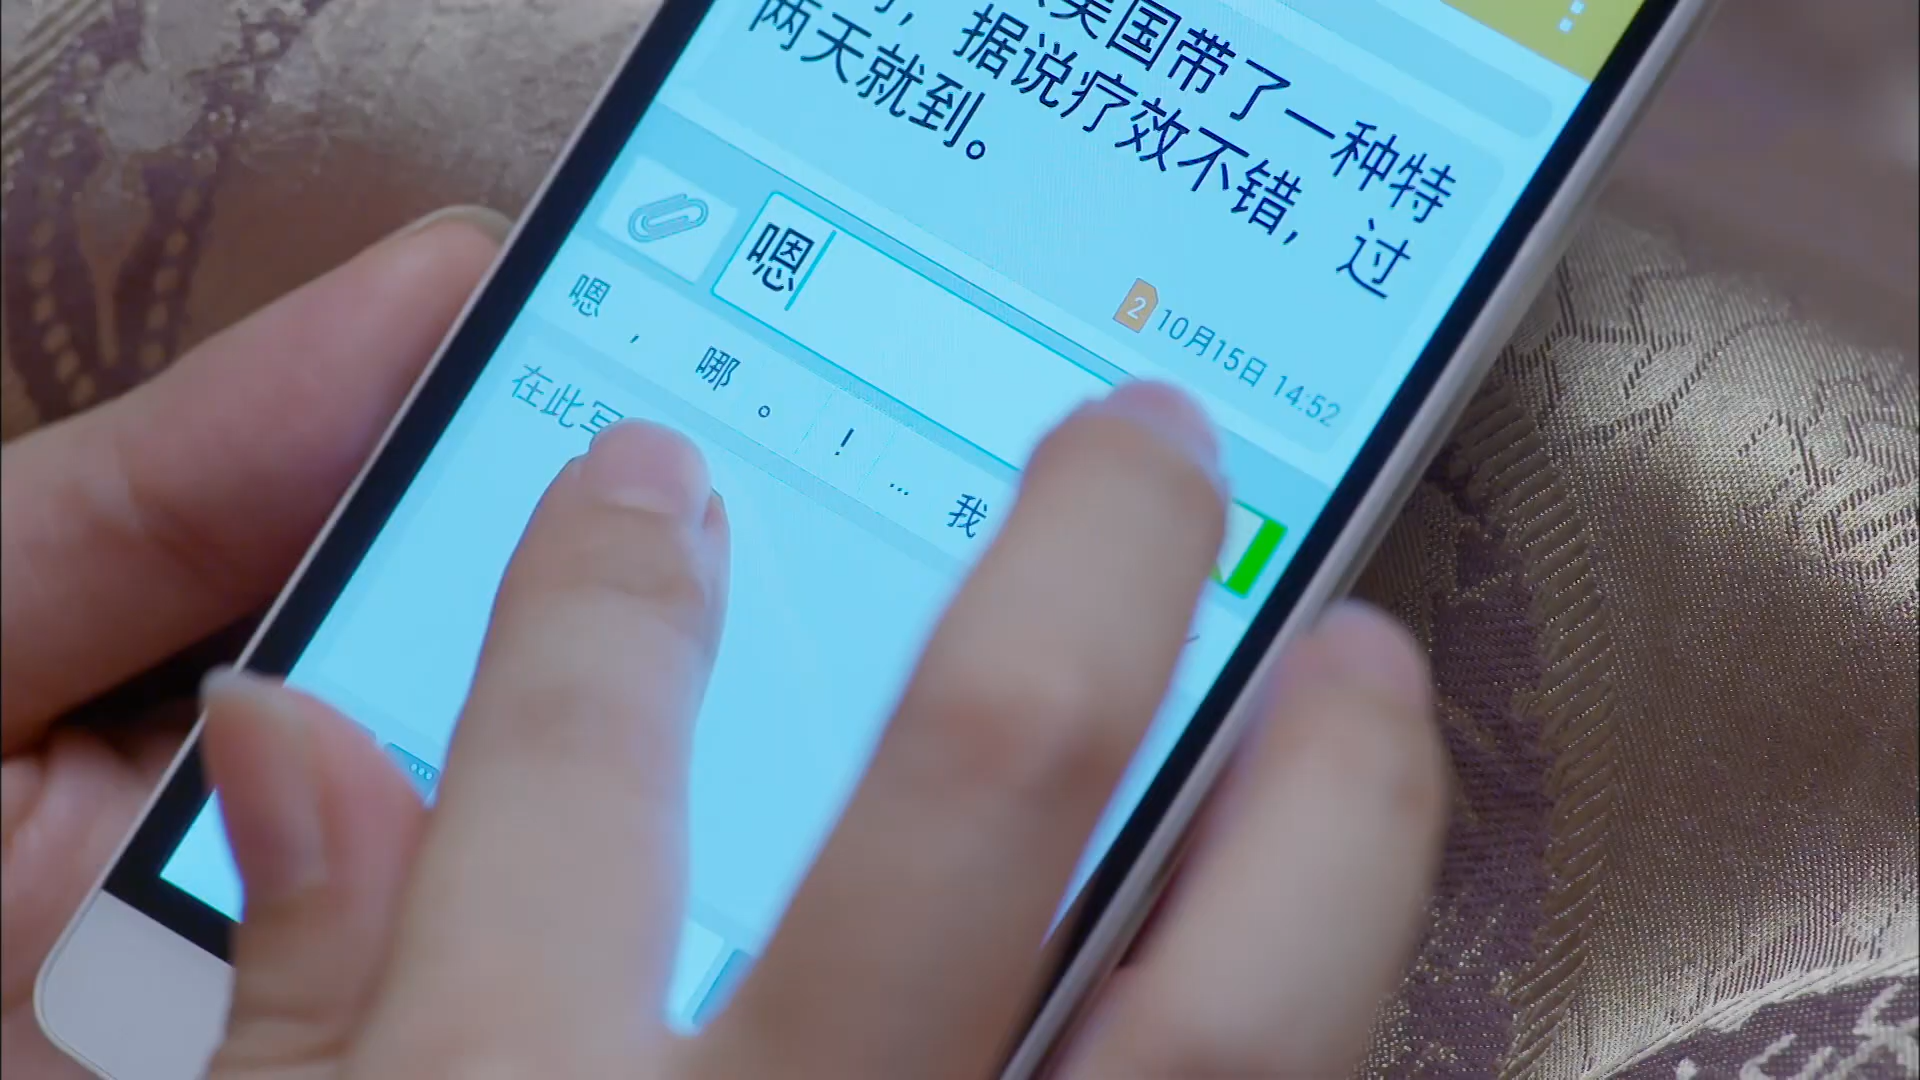 美国带了一种特
，据说疗效不错，过
两天就到。
2 10月15日 14:52
嗯
嗯 ， 哪 。 ！ … 我
在此写